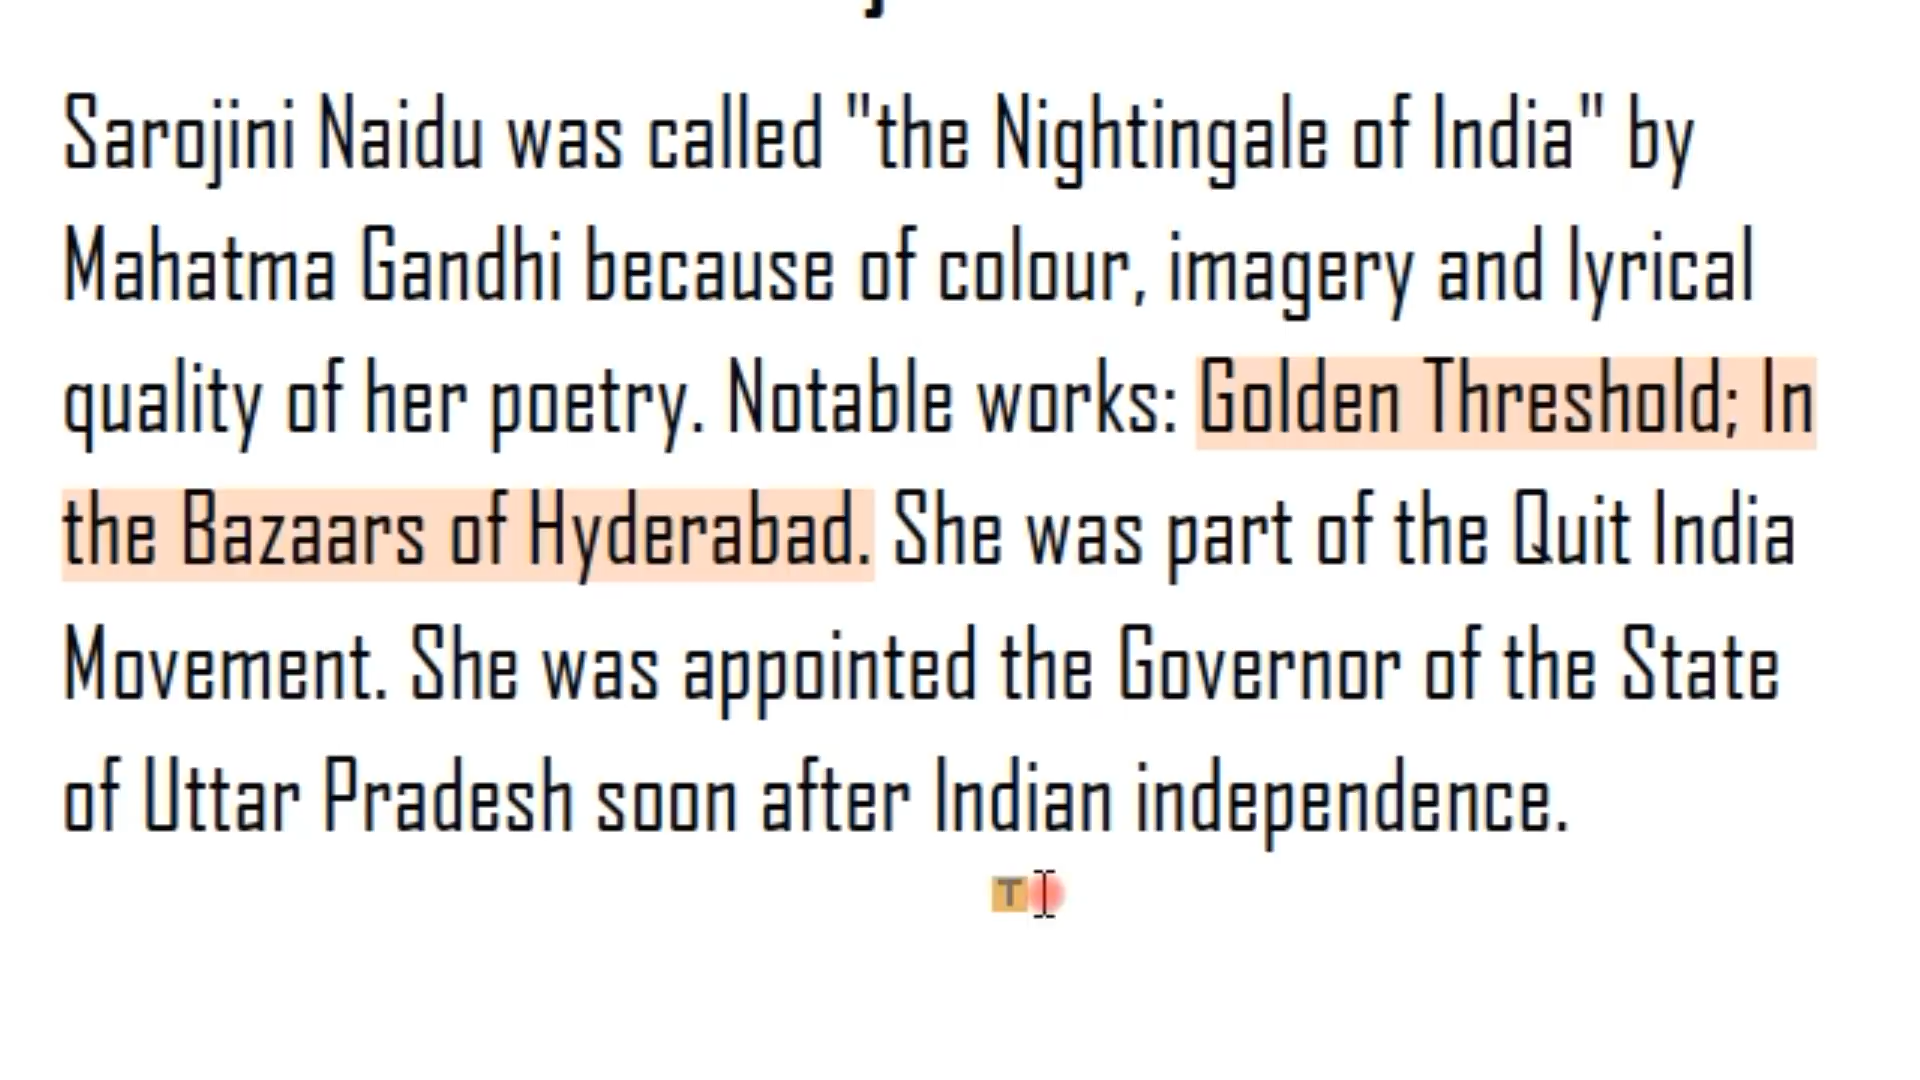 Sarojini Naidu was called "the Nightingale of India" by
Mahatma Gandhi because of colour, imagery and lyrical
quality of her poetry. Notable works: Golden Threshold; In
the Bazaars of Hyderabad. She was part of the Quit India
Movement. She was appointed the Governor of the State
of Uttar Pradesh soon after Indian independence.
T